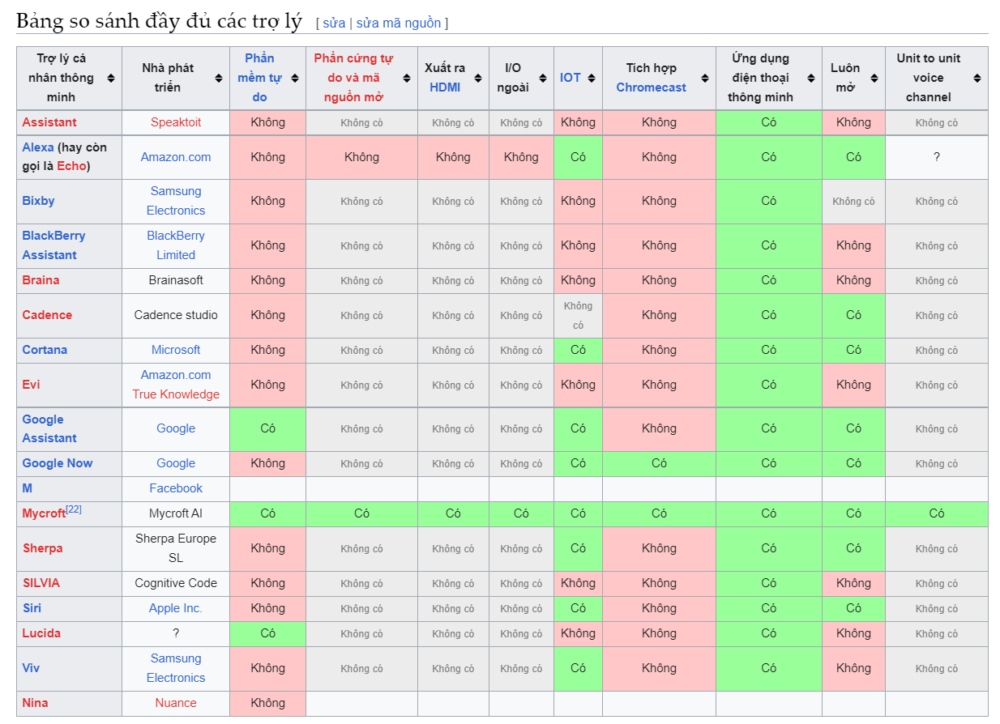 Bảng so sánh đầy đủ các trợ lý [ sửa | sửa mã nguồn ]
Trợ lý cá nhân thông minh Nhà phát triển Phần mềm tự do Phần cứng tự do và mã nguồn mở Xuất ra HDMI I/O ngoài IOT Tích hợp Chromecast Ứng dụng điện thoại thông minh Luôn mở Unit to unit voice channel
Assistant Speaktoit Không Không có Không có Không có Không Không Có Không Không có
Alexa (hay còn gọi là Echo) Amazon.com Không Không Không Không Có Không Có Có ?
Bixby Samsung Electronics Không Không có Không có Không có Không Không Có Không có Không có
BlackBerry Assistant BlackBerry Limited Không Không có Không có Không có Không Không Có Không Không có
Braina Brainasoft Không Không có Không có Không có Không Không Có Không Không có
Cadence Cadence studio Không Không có Không có Không có Không có Không Có Có Không có
Cortana Microsoft Không Không có Không có Không có Có Không Có Có Không có
Evi Amazon.com True Knowledge Không Không có Không có Không có Không Không Có Không Không có
Google Assistant Google Có Không có Không có Không có Có Không Có Có Không có
Google Now Google Không Không có Không có Không có Có Có Có Có Không có
M Facebook
Mycroft[22] Mycroft AI Có Có Có Có Có Có Có Có Có
Sherpa Sherpa Europe SL Không Không có Không có Không có Có Không Có Có Không có
SILVIA Cognitive Code Không Không có Không có Không có Không Không Có Không Không có
Siri Apple Inc. Không Không có Không có Không có Có Không Có Có Không có
Lucida ? Có Không có Không có Không có Không Không Có Không Không có
Viv Samsung Electronics Không Không có Không có Không có Có Không Có Không Không có
Nina Nuance Không